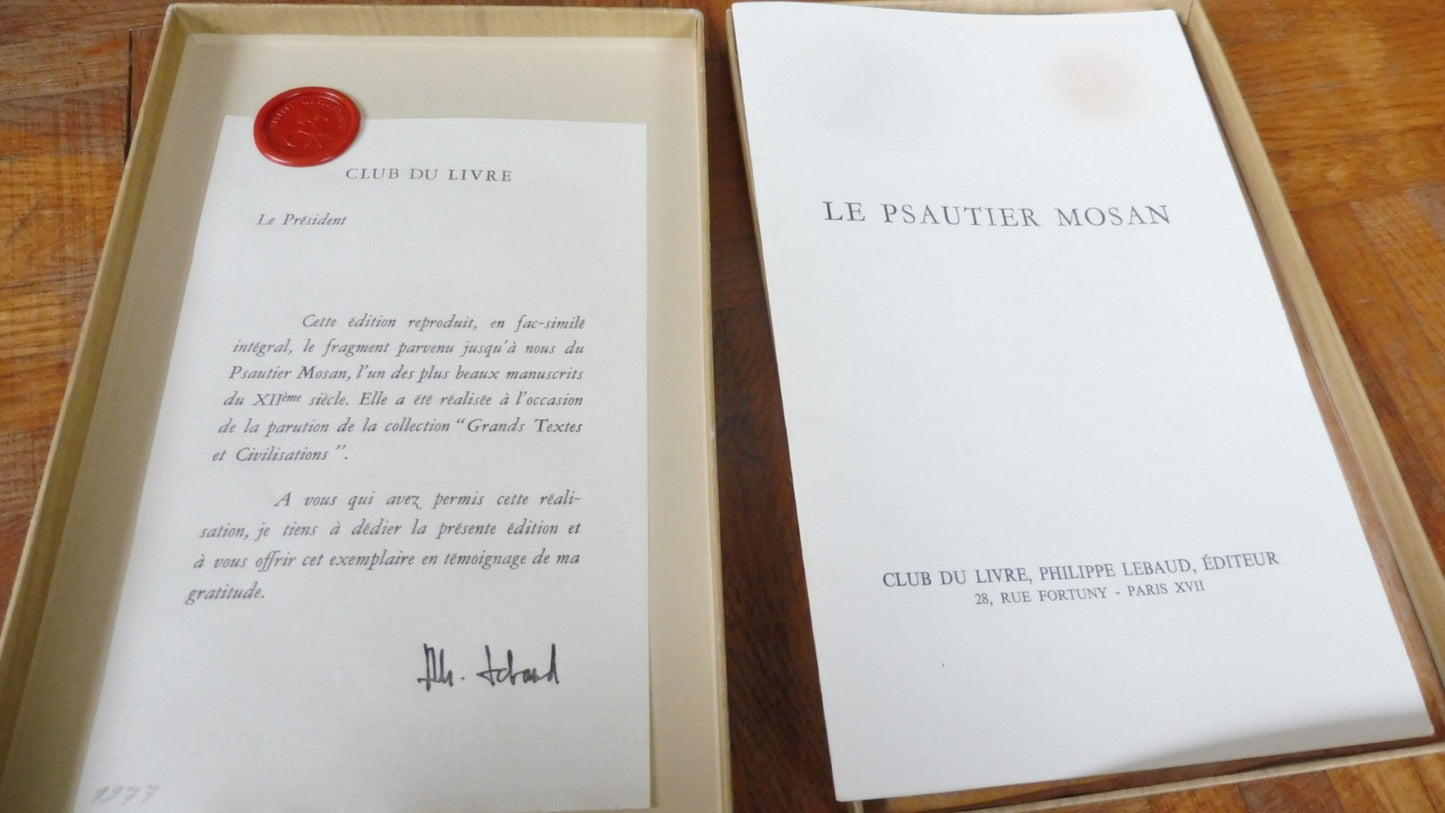 CLUB DU LIVRE
Le Président
Cette édition reproduit, en fac-similé
intégral, le fragment parvenu jusqu'à nous du
Psautier Mosan, l'un des plus beaux manuscrits
du XIIème siècle. Elle a été réalisée à l'occasion
de la parution de la collection "Grands Textes
et Civilisations".
A vous qui avez permis cette réali-
sation, je tiens à dédier la présente édition et
à vous offrir cet exemplaire en témoignage de ma
gratitude.
Ph. Lebaud
1977
LE PSAUTIER MOSAN
CLUB DU LIVRE, PHILIPPE LEBAUD, ÉDITEUR
28, RUE FORTUNY - PARIS XVII